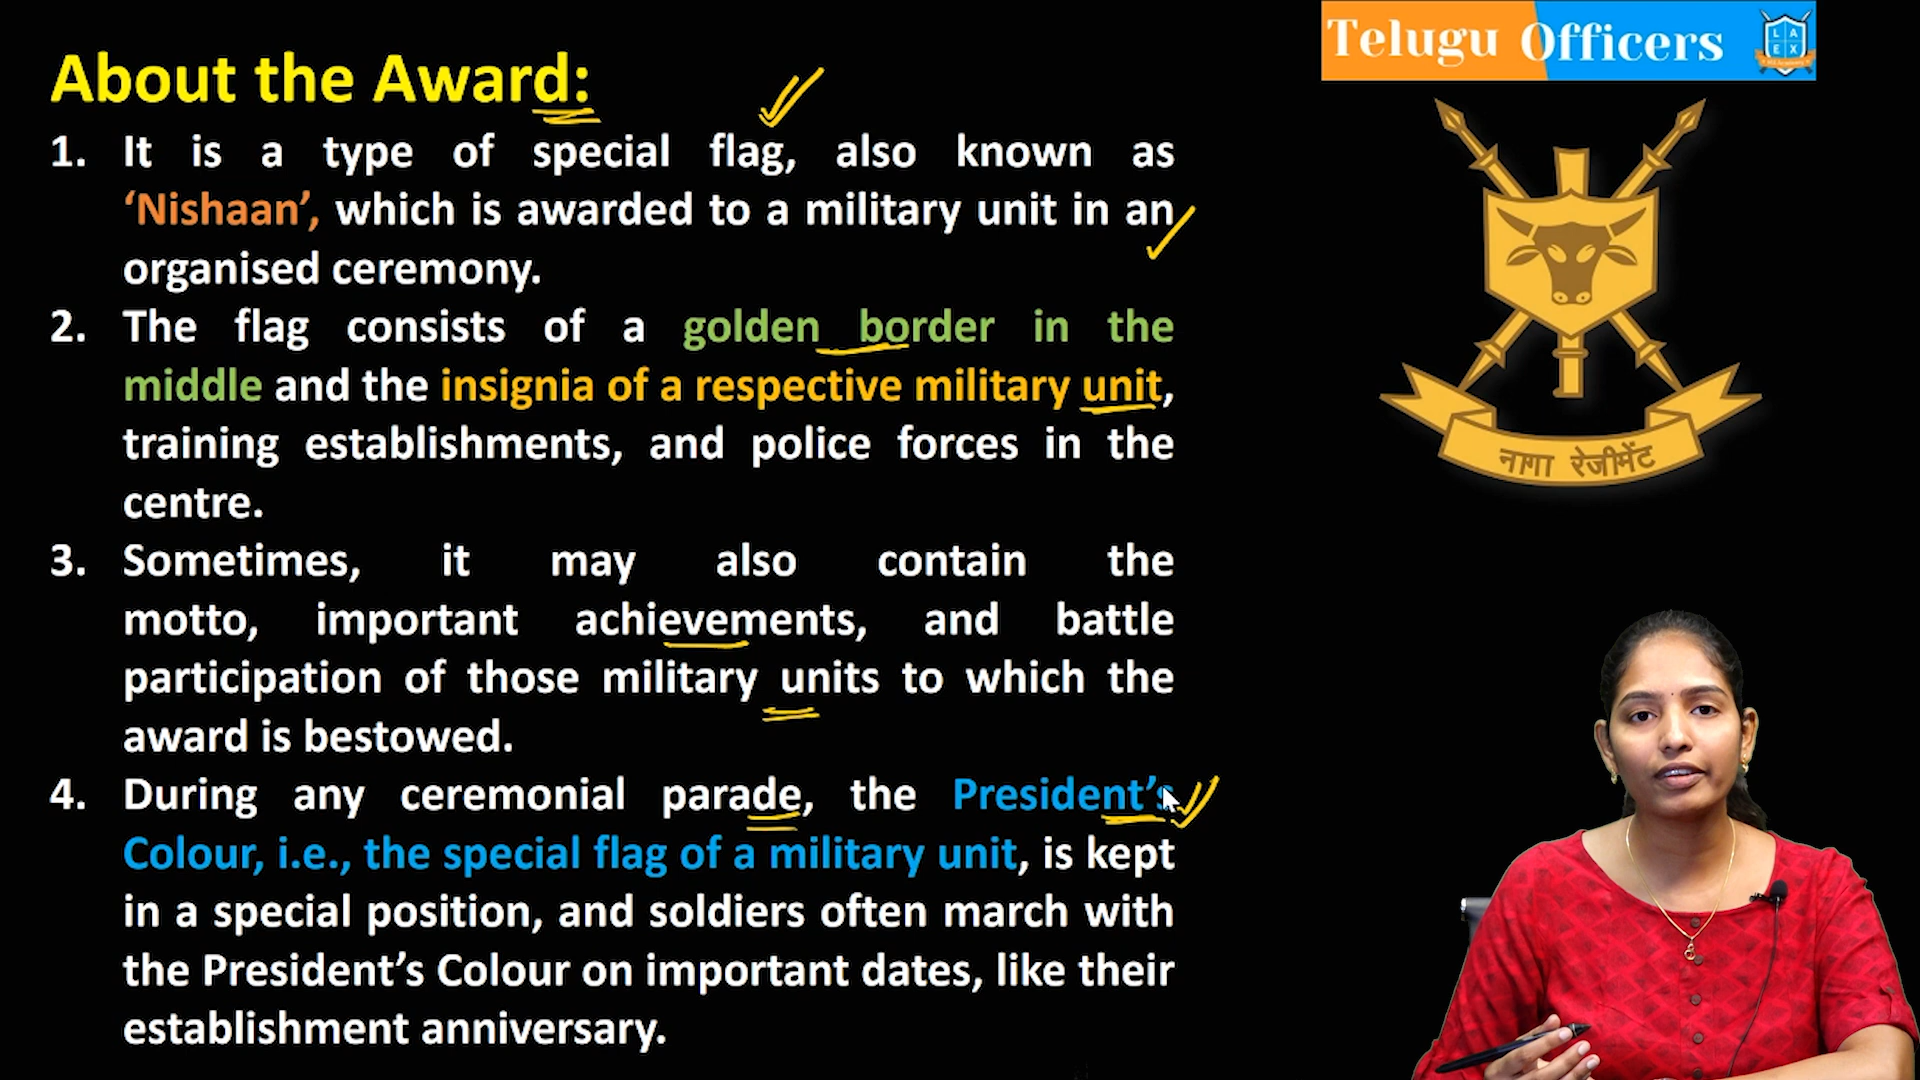 Telugu Officers
L A
E X
About the Award:
1. It is a type of special flag, also known as
‘Nishaan’, which is awarded to a military unit in an
organised ceremony.
2. The flag consists of a golden border in the
middle and the insignia of a respective military unit,
training establishments, and police forces in the
centre.
3. Sometimes, it may also contain the
motto, important achievements, and battle
participation of those military units to which the
award is bestowed.
4. During any ceremonial parade, the President’s
Colour, i.e., the special flag of a military unit, is kept
in a special position, and soldiers often march with
the President’s Colour on important dates, like their
establishment anniversary.
नागा रेजीमेंट